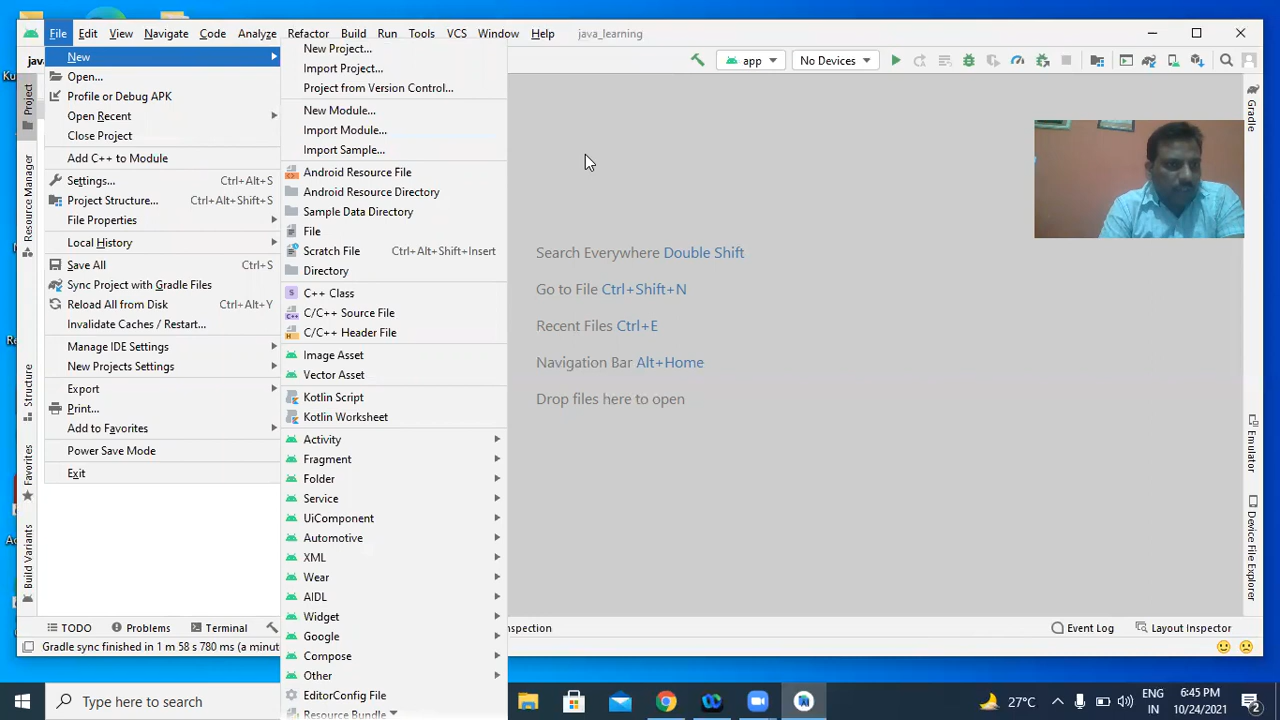 File Edit View Navigate Code Analyze Refactor Build Run Tools VCS Window Help java_learning
app No Devices
New
Open...
Profile or Debug APK
Open Recent
Close Project
Add C++ to Module
Settings... Ctrl+Alt+S
Project Structure... Ctrl+Alt+Shift+S
File Properties
Local History
Save All Ctrl+S
Sync Project with Gradle Files
Reload All from Disk Ctrl+Alt+Y
Invalidate Caches / Restart...
Manage IDE Settings
New Projects Settings
Export
Print...
Add to Favorites
Power Save Mode
Exit
New Project...
Import Project...
Project from Version Control...
New Module...
Import Module...
Import Sample...
Android Resource File
Android Resource Directory
Sample Data Directory
File
Scratch File Ctrl+Alt+Shift+Insert
Directory
C++ Class
C/C++ Source File
C/C++ Header File
Image Asset
Vector Asset
Kotlin Script
Kotlin Worksheet
Activity
Fragment
Folder
Service
UiComponent
Automotive
XML
Wear
AIDL
Widget
Google
Compose
Other
EditorConfig File
Resource Bundle
Search Everywhere Double Shift
Go to File Ctrl+Shift+N
Recent Files Ctrl+E
Navigation Bar Alt+Home
Drop files here to open
Project
Resource Manager
Structure
Favorites
Build Variants
Gradle
Emulator
Device File Explorer
TODO Problems Terminal Event Log Layout Inspector
Gradle sync finished in 1 m 58 s 780 ms (a minut
Type here to search
27°C
ENG
IN
6:45 PM
10/24/2021
2